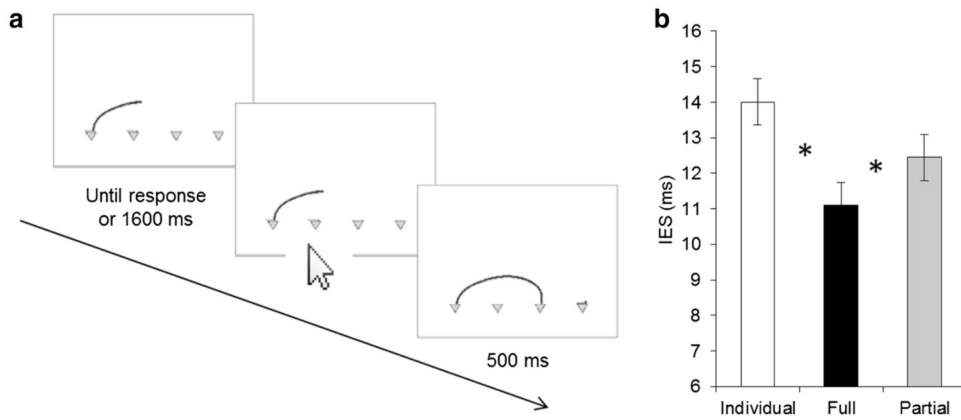 a
Until response
or 1600 ms
500 ms
b
IES (ms)
16
15
14
13
12
11
10
9
8
7
6
*
*
Individual
Full
Partial